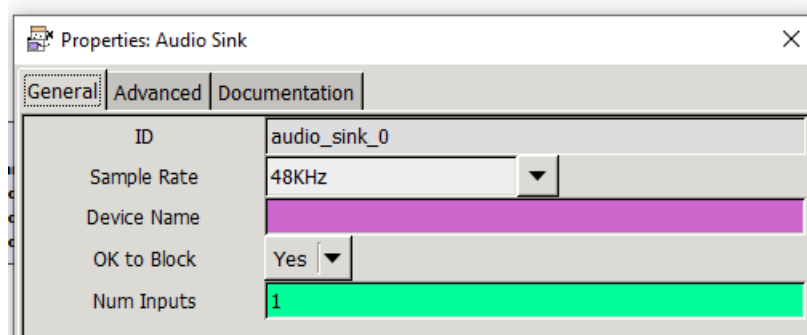 Properties: Audio Sink
General Advanced Documentation
ID audio_sink_0
Sample Rate 48KHz
Device Name
OK to Block Yes
Num Inputs 1